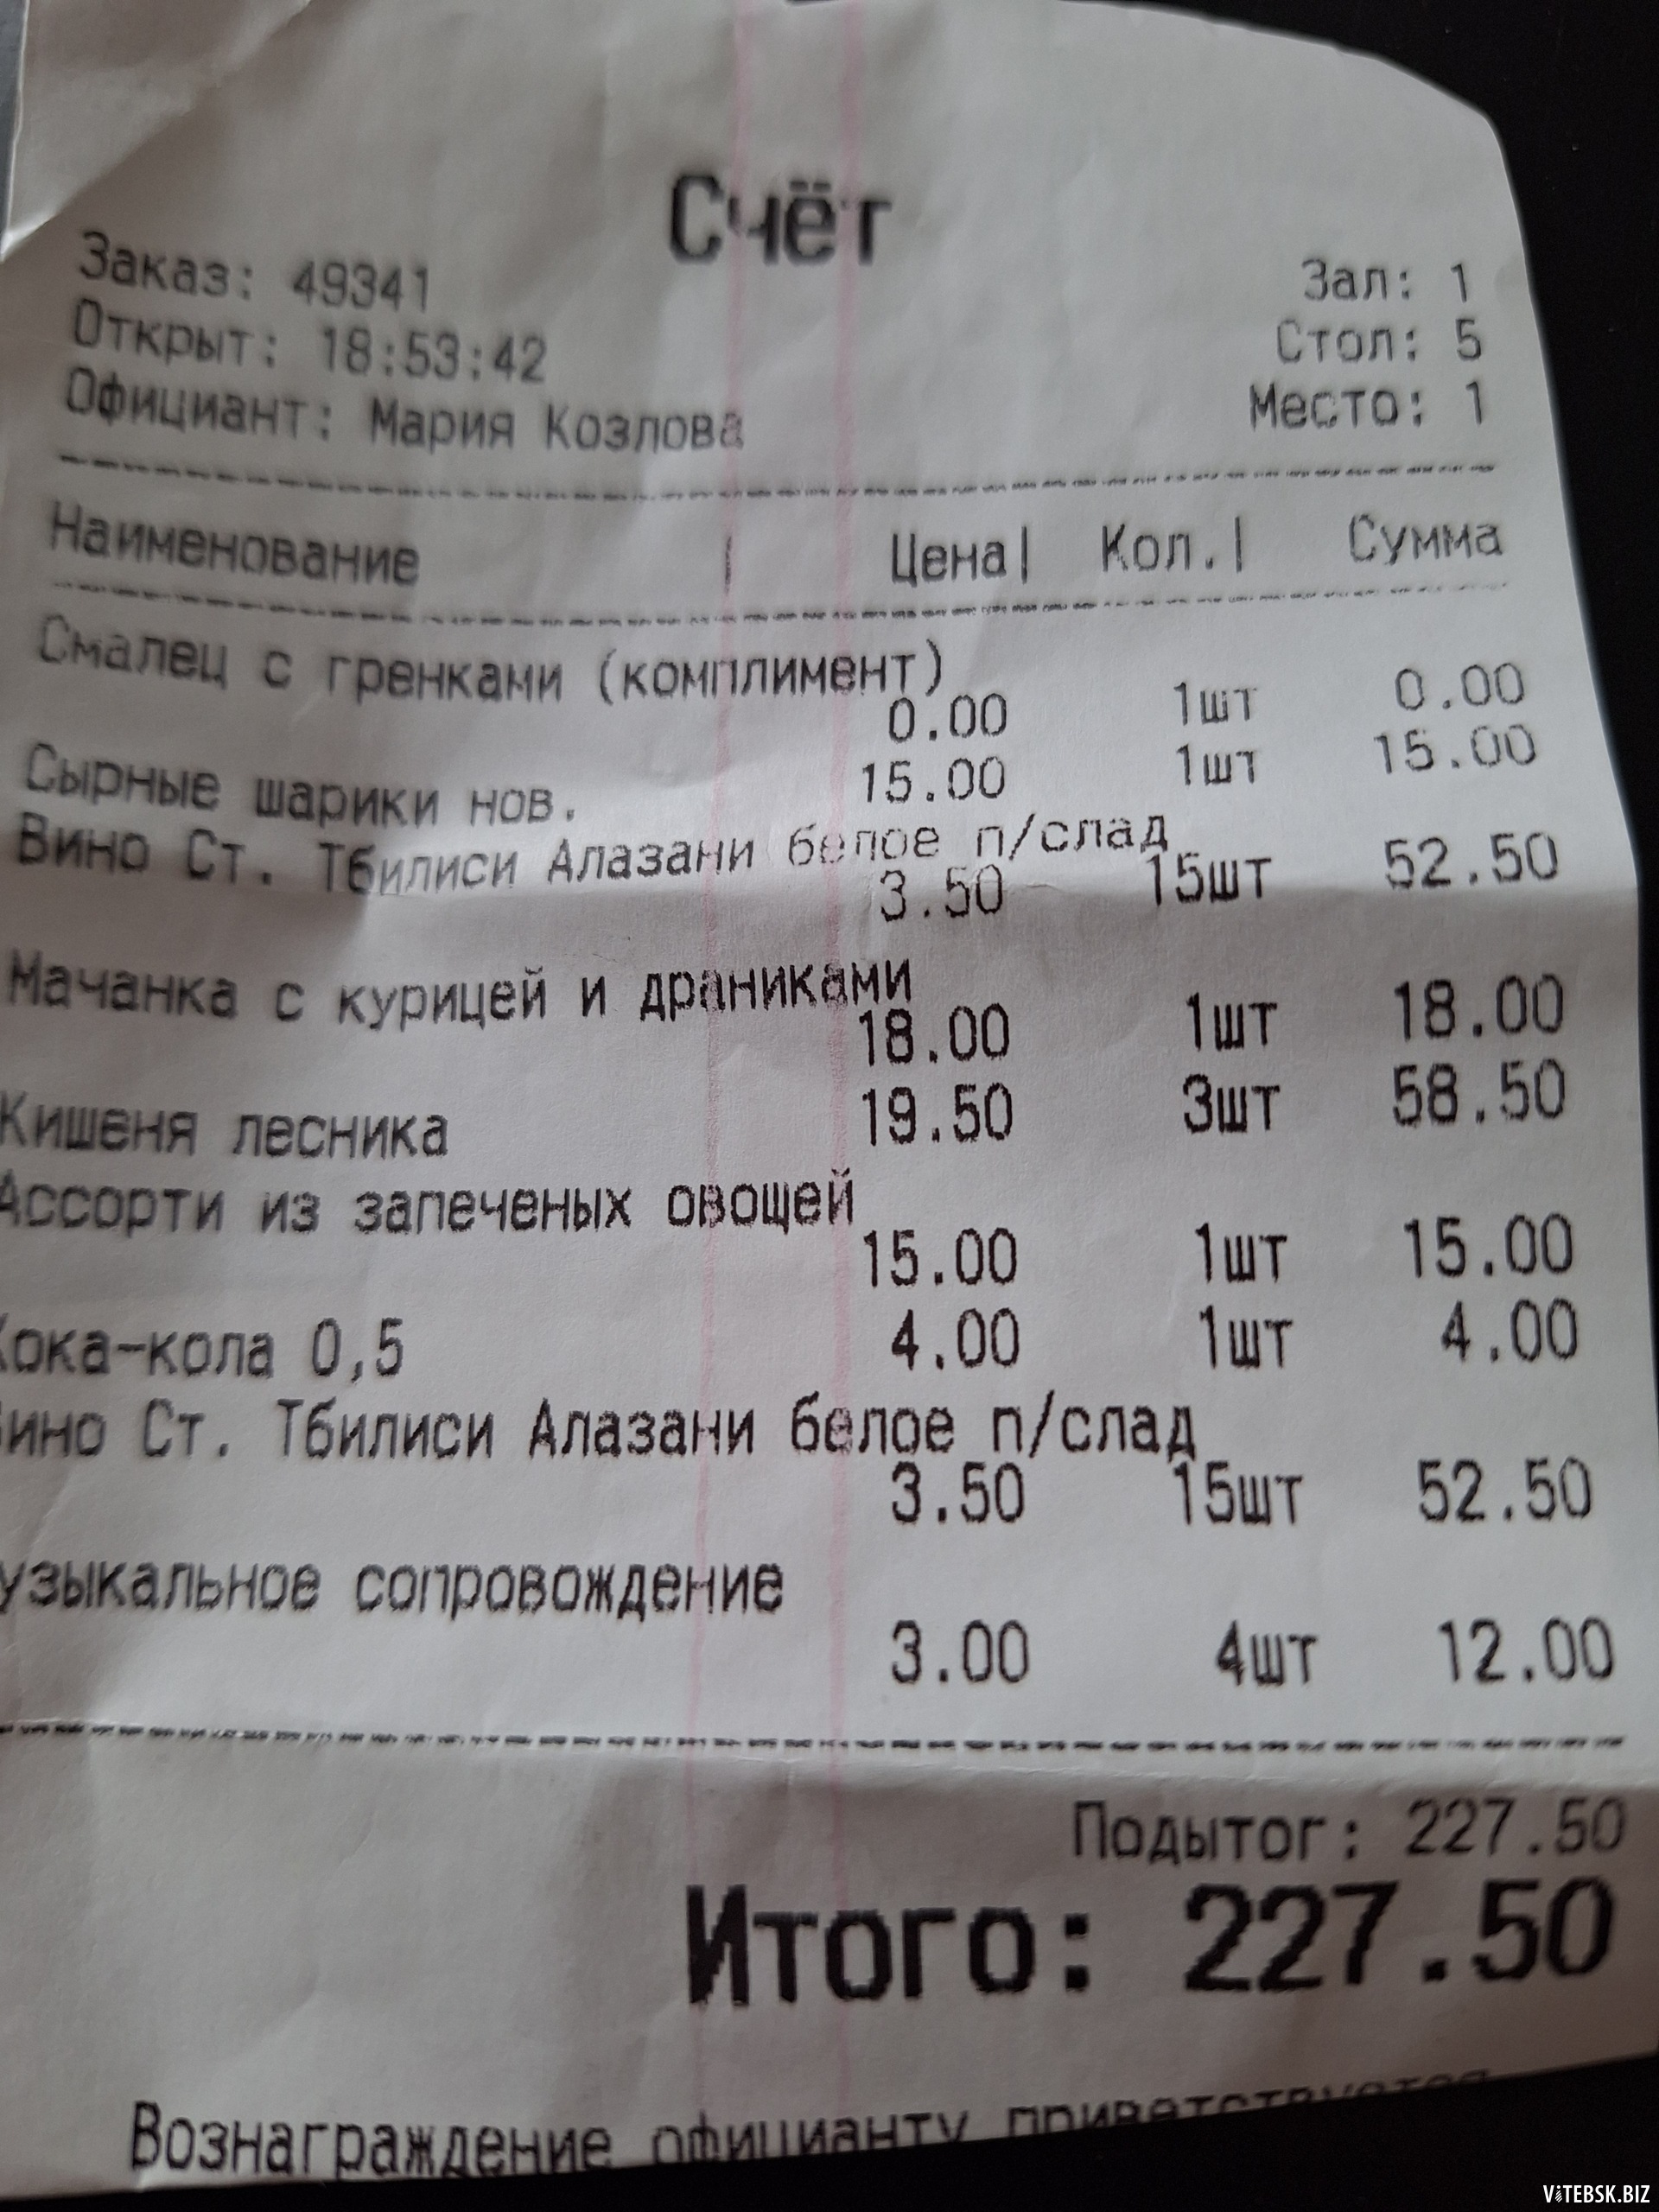 Счёт
Заказ: 49341 Зал: 1
Открыт: 18:53:42 Стол: 5
Официант: Мария Козлова Место: 1
Наименование | Цена| Кол.| Сумма
Смалец с гренками (комплимент)
0.00 1шт 0.00
Сырные шарики нов. 15.00 1шт 15.00
Вино Ст. Тбилиси Алазани белое п/слад
3.50 15шт 52.50
Мачанка с курицей и драниками
18.00 1шт 18.00
Кишеня лесника 19.50 3шт 58.50
Ассорти из запеченых овощей
15.00 1шт 15.00
Кока-кола 0,5 4.00 1шт 4.00
Вино Ст. Тбилиси Алазани белое п/слад
3.50 15шт 52.50
узыкальное сопровождение
3.00 4шт 12.00
Подытог: 227.50
Итого: 227.50
Вознаграждение официанту приветствуется
ViTEBSK.BIZ